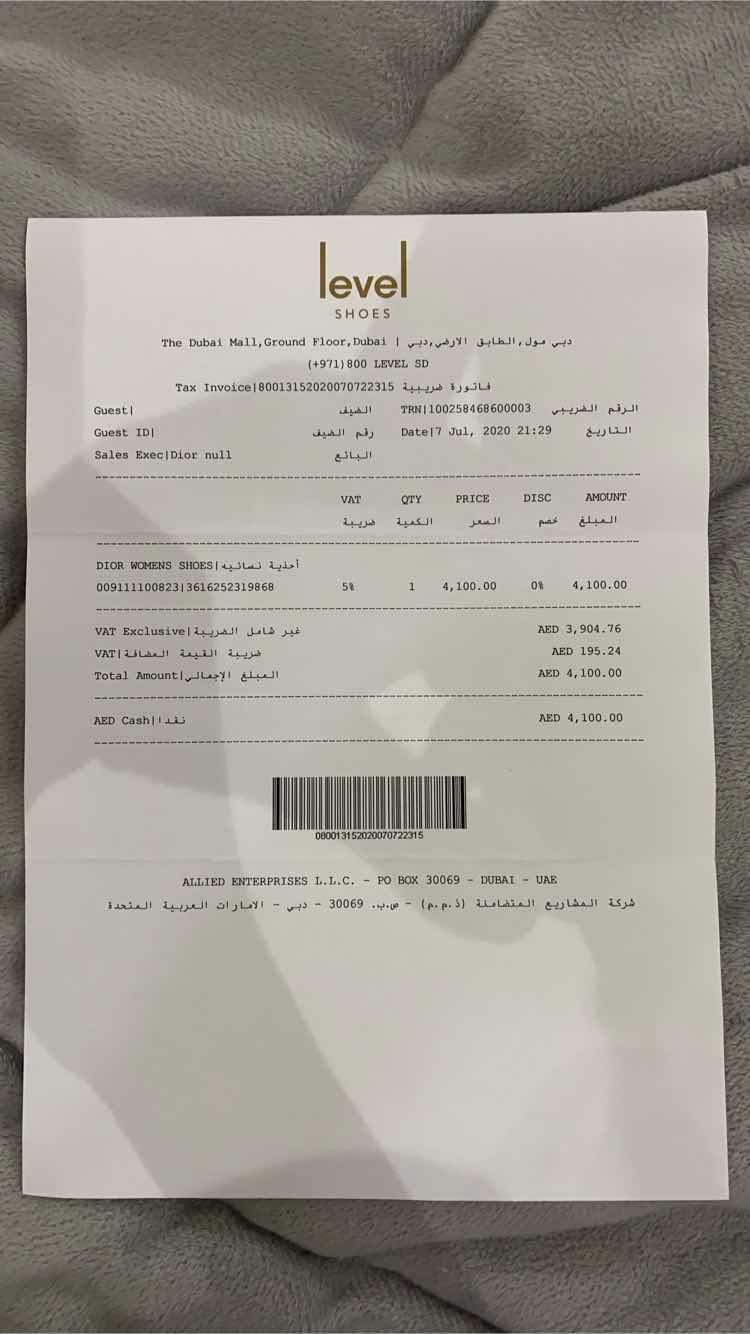 level
SHOES
The Dubai Mall,Ground Floor,Dubai | دبي مول,الطابق الارضي,دبي
(+971)800 LEVEL SD
Tax Invoice|80013152020070722315 فاتورة ضريبية
Guest| الضيف TRN|100258468600003 الرقم الضريبي
Guest ID| رقم الضيف Date|7 Jul, 2020 21:29 التاريخ
Sales Exec|Dior null البائع
VAT QTY PRICE DISC AMOUNT
ضريبة الكمية السعر خصم المبلغ
DIOR WOMENS SHOES|أحذية نسائيه
009111100823|3616252319868 5% 1 4,100.00 0% 4,100.00
VAT Exclusive|غير شامل الضريبة AED 3,904.76
VAT|ضريبة القيمة المضافة AED 195.24
Total Amount|المبلغ الإجمالي AED 4,100.00
AED Cash|نقدا AED 4,100.00
080013152020070722315
ALLIED ENTERPRISES L.L.C. - PO BOX 30069 - DUBAI - UAE
شركة المشاريع المتضامنة (ذ.م.م) - ص.ب. 30069 - دبي - الامارات العربية المتحدة